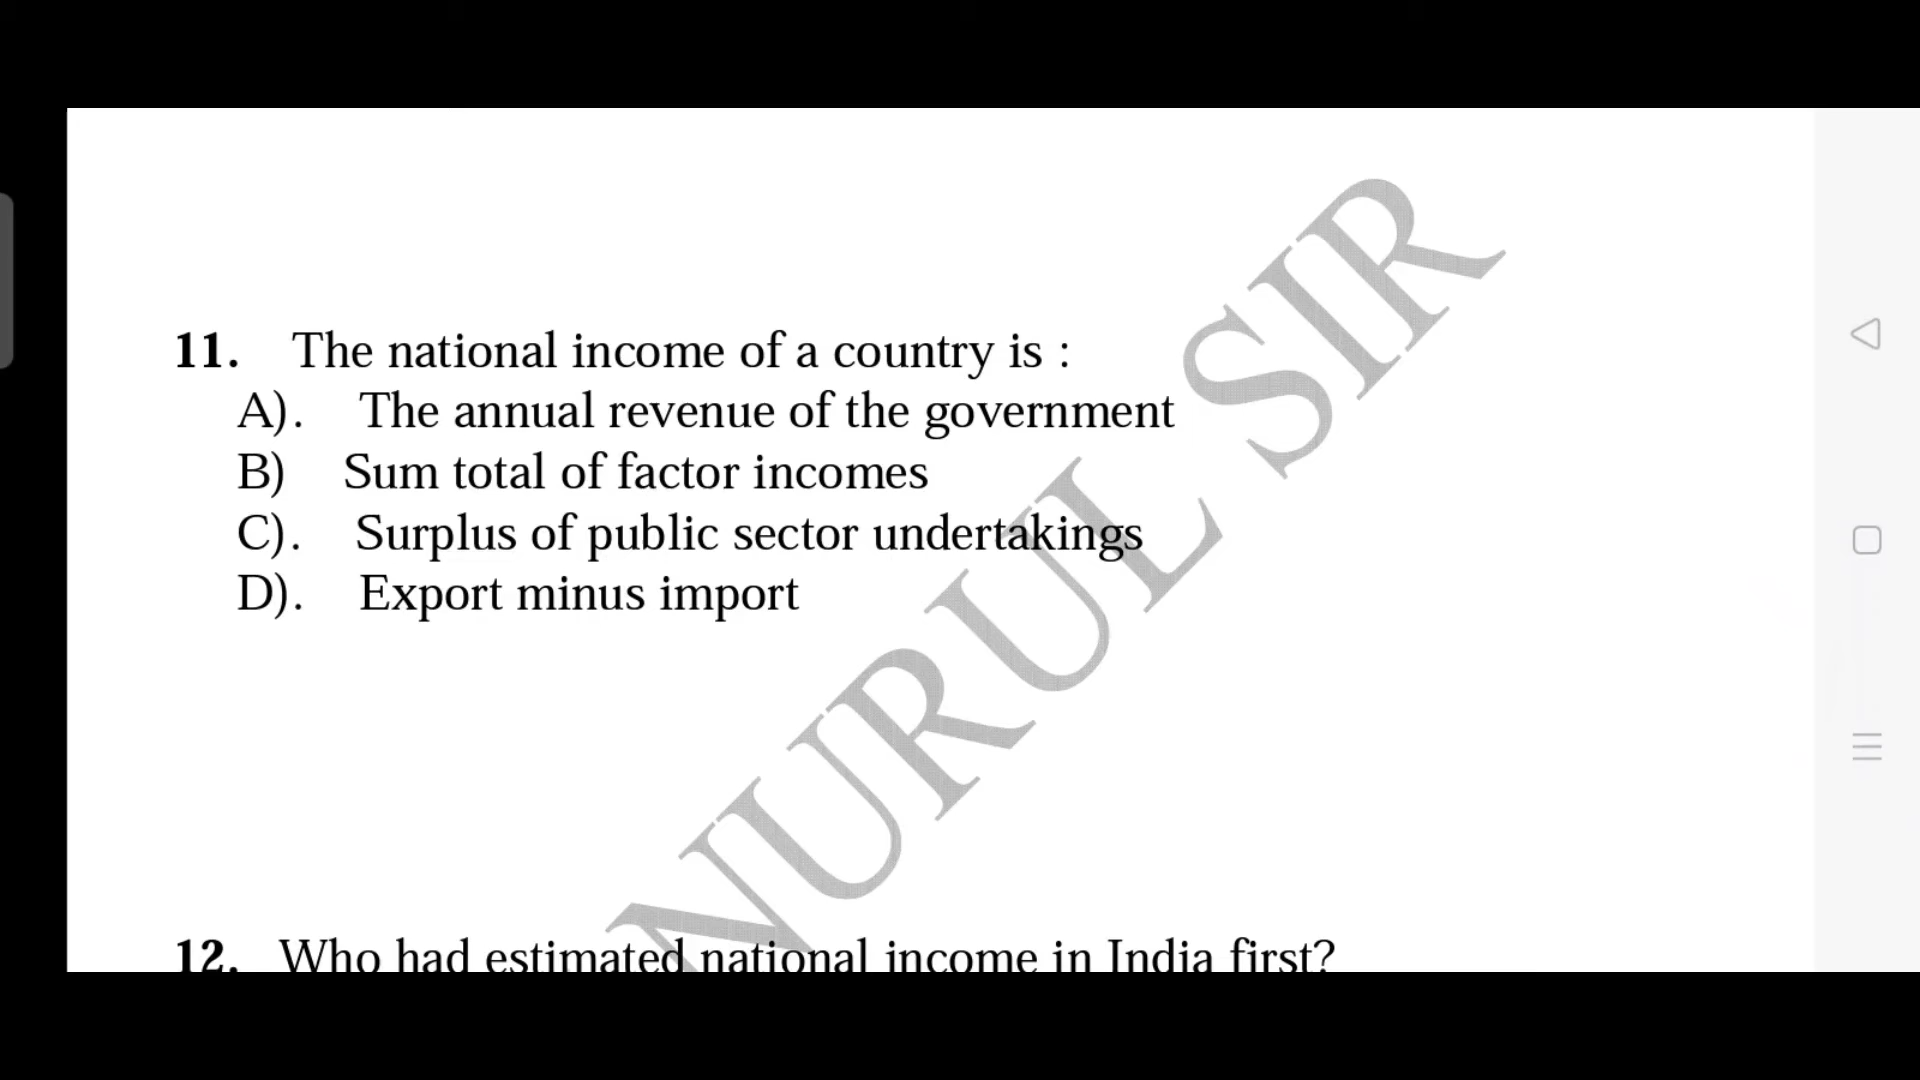 11. The national income of a country is :
A). The annual revenue of the government
B) Sum total of factor incomes
C). Surplus of public sector undertakings
D). Export minus import
12. Who had estimated national income in India first?
NURUL SIR